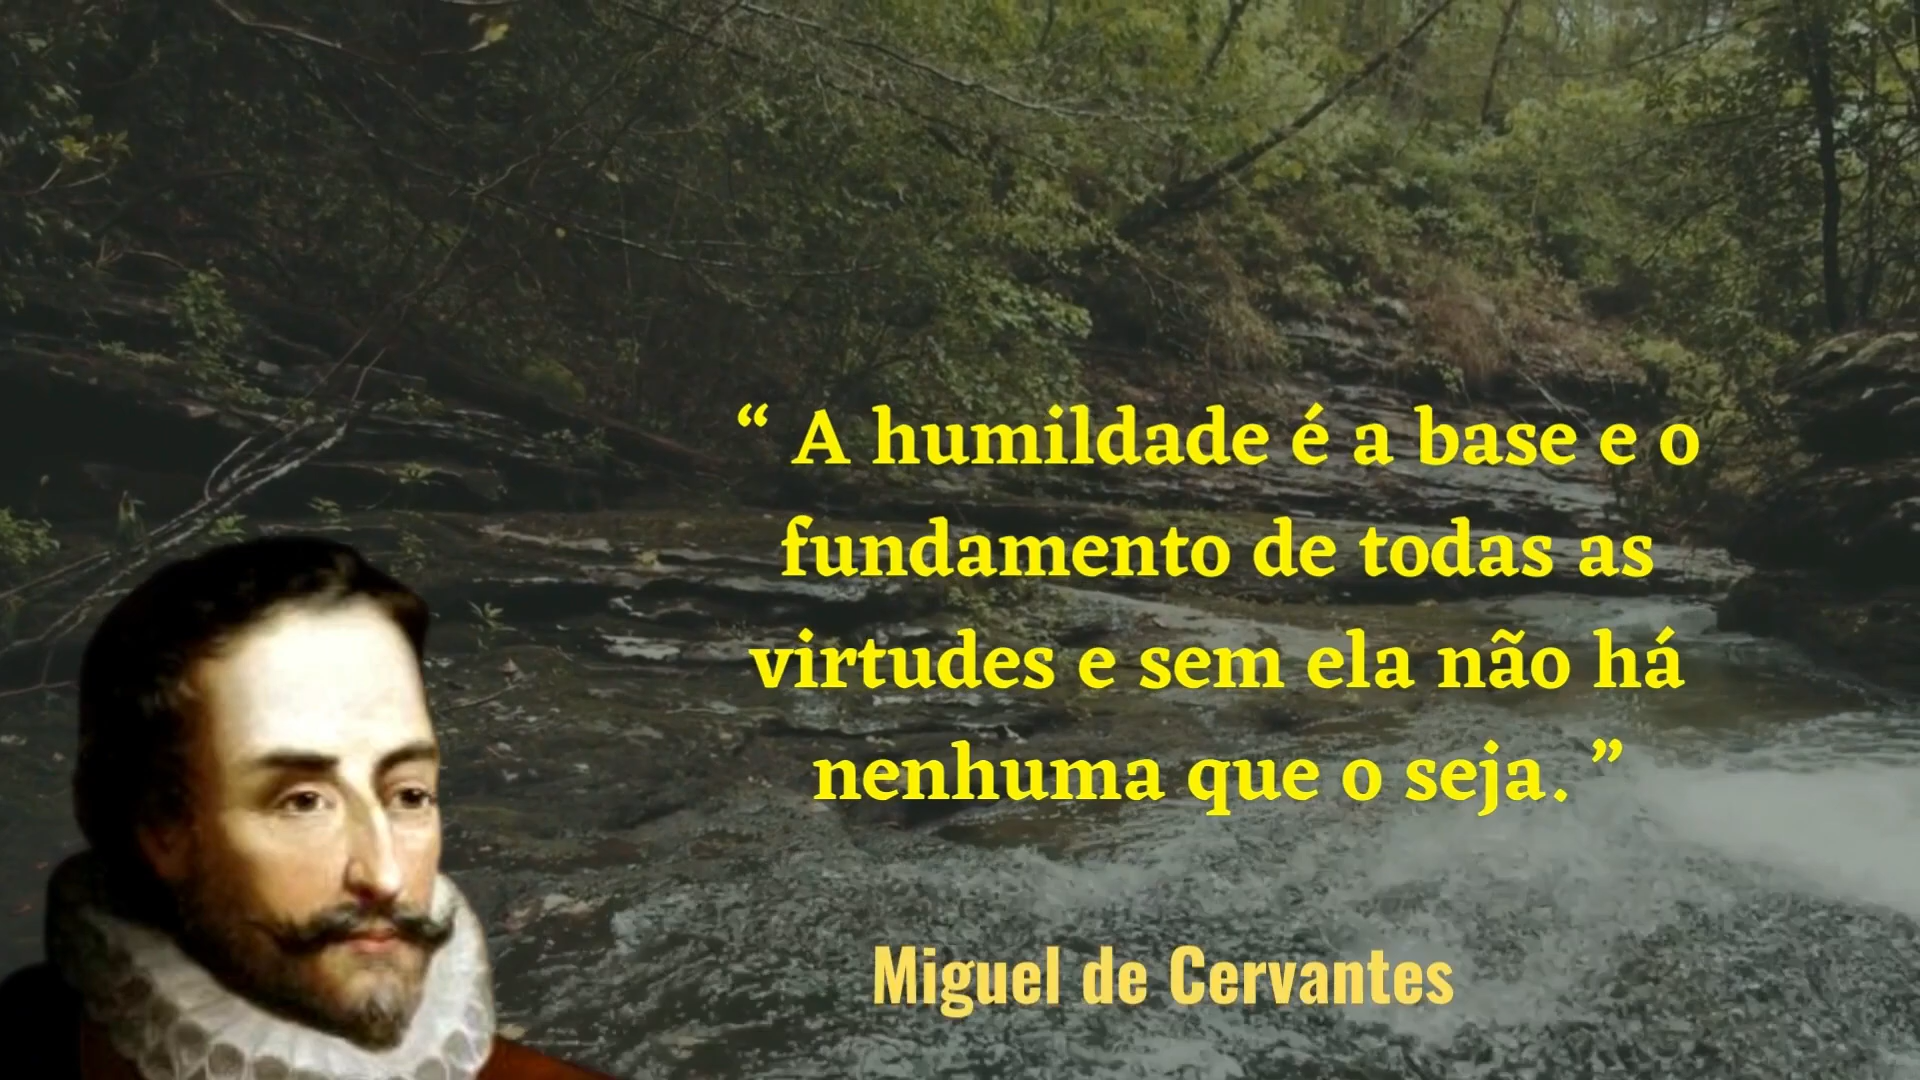 “ A humildade é a base e o
fundamento de todas as
virtudes e sem ela não há
nenhuma que o seja. ”
Miguel de Cervantes